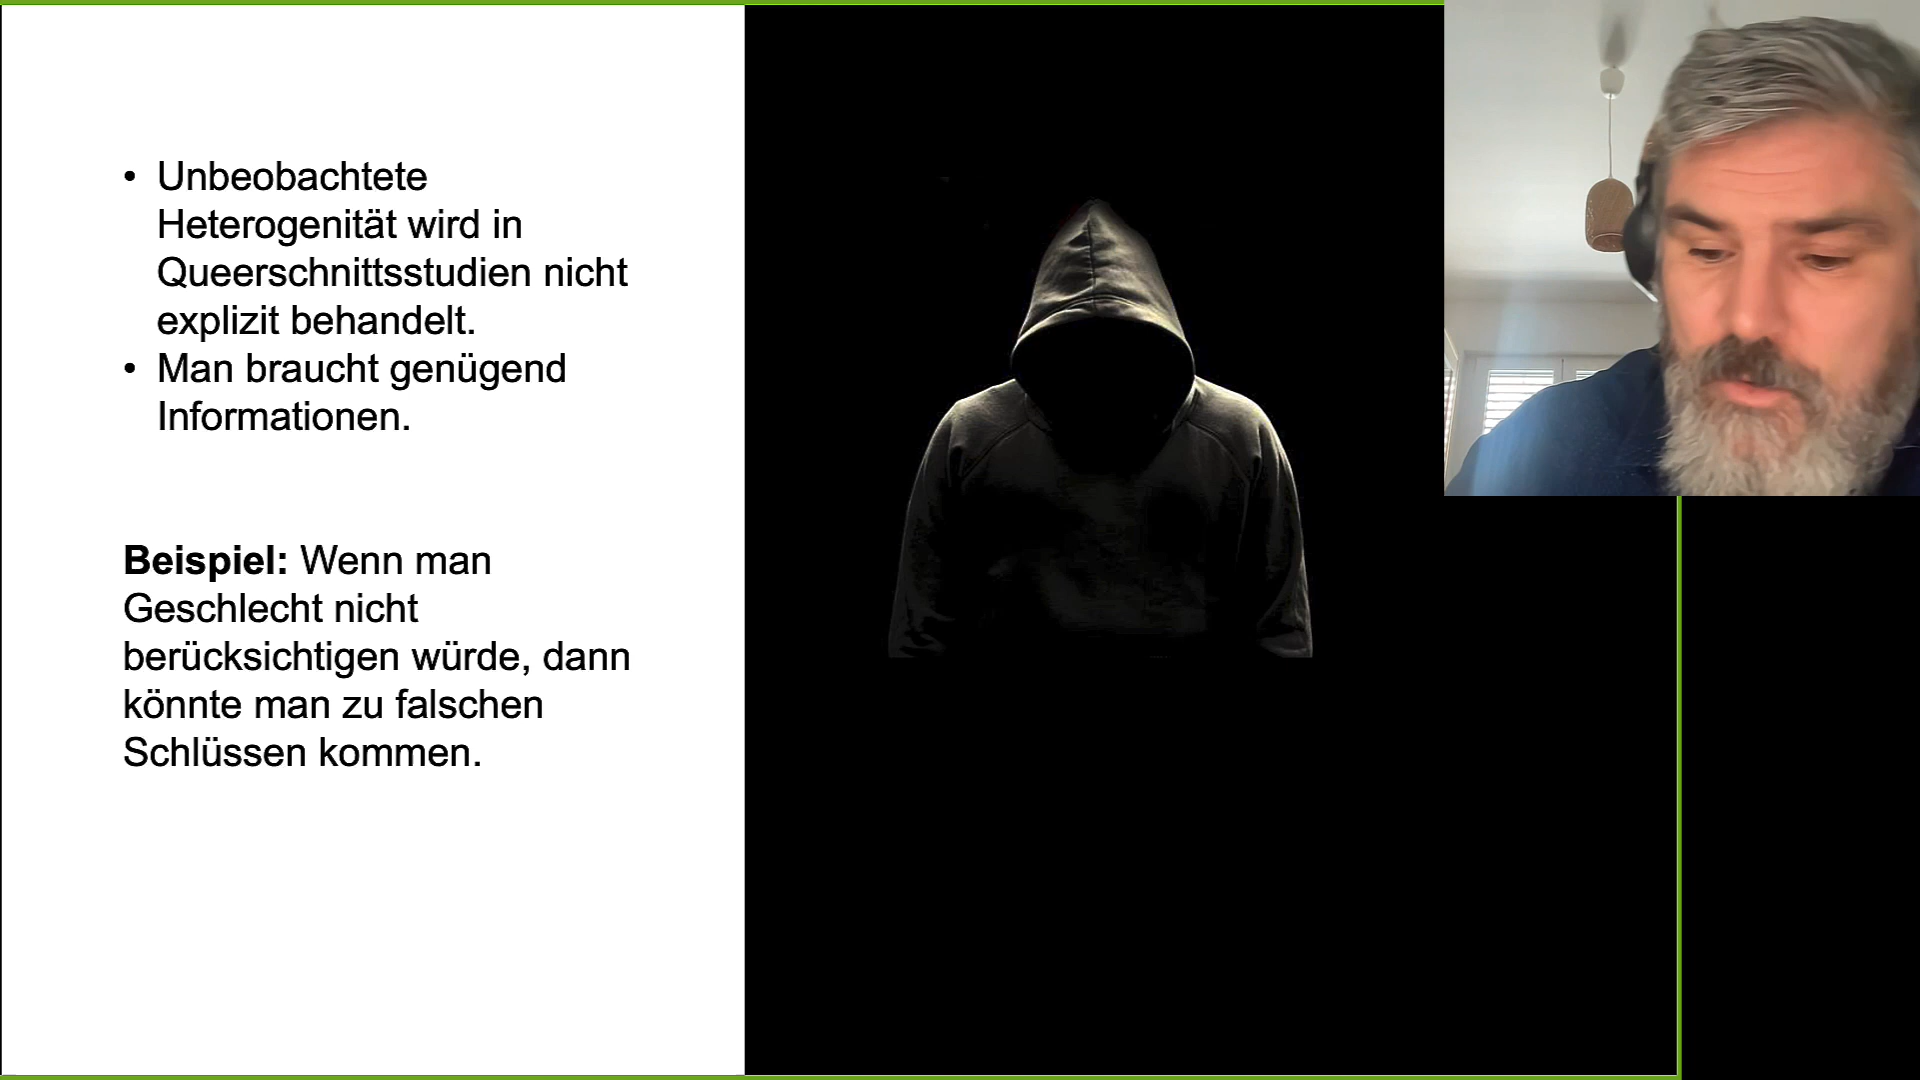 • Unbeobachtete
Heterogenität wird in
Queerschnittsstudien nicht
explizit behandelt.
• Man braucht genügend
Informationen.
Beispiel: Wenn man
Geschlecht nicht
berücksichtigen würde, dann
könnte man zu falschen
Schlüssen kommen.